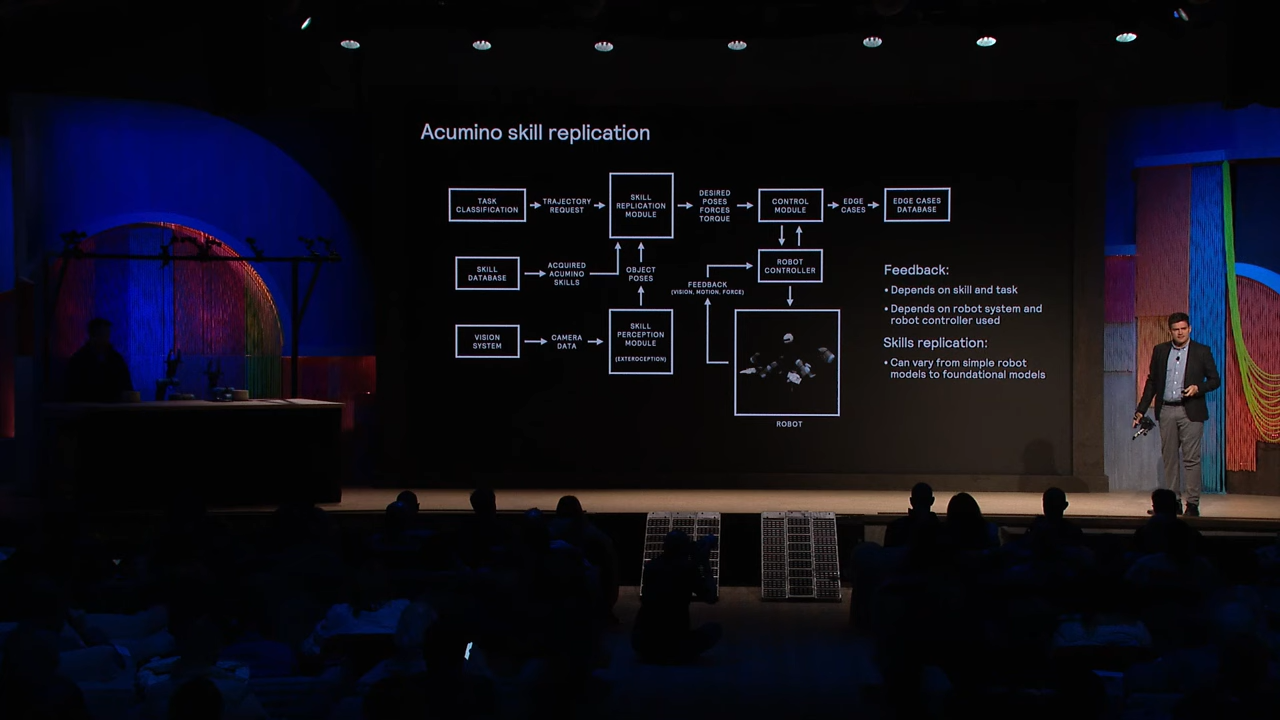 Acumino skill replication
TASK
CLASSIFICATION
TRAJECTORY
REQUEST
SKILL
REPLICATION
MODULE
DESIRED
POSES
FORCES
TORQUE
CONTROL
MODULE
EDGE
CASES
EDGE CASES
DATABASE
SKILL
DATABASE
ACQUIRED
ACUMINO
SKILLS
OBJECT
POSES
FEEDBACK
(VISION, MOTION, FORCE)
ROBOT
CONTROLLER
VISION
SYSTEM
CAMERA
DATA
SKILL
PERCEPTION
MODULE
(EXTEROCEPTION)
ROBOT
Feedback:
• Depends on skill and task
• Depends on robot system and
robot controller used
Skills replication:
• Can vary from simple robot
models to foundational models